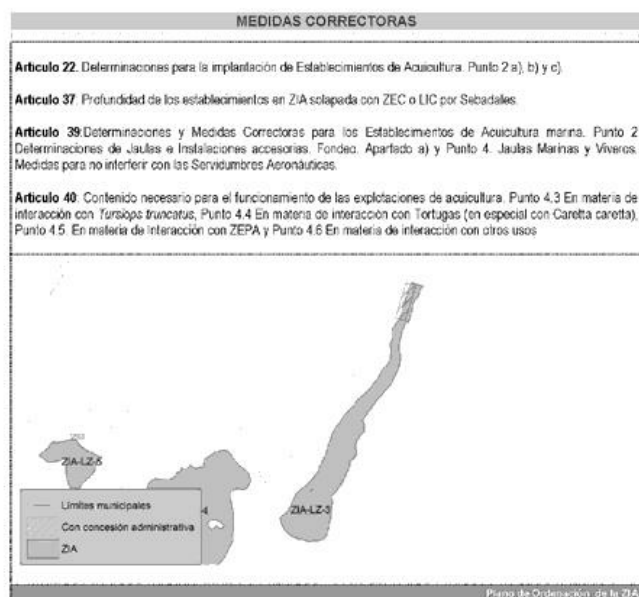 MEDIDAS CORRECTORAS
Articulo 22. Determinaciones para la implantación de Establecimientos de Acuicultura. Punto 2 a), b) y c).
Articulo 37: Profundidad de los establecimientos en ZIA solapada con ZEC o LIC por Sebadales.
Articulo 39:Determinaciones y Medidas Correctoras para los Establecimientos de Acuicultura marina. Punto 2
Determinaciones de Jaulas e Instalaciones accesorias. Fondeo. Apartado a) y Punto 4. Jaulas Marinas y Viveros.
Medidas para no interferir con las Servidumbres Aeronáuticas.
Articulo 40: Contenido necesario para el funcionamiento de las explotaciones de acuicultura. Punto 4.3 En materia de
interacción con Tursiops truncatus, Punto 4.4 En materia de interacción con Tortugas (en especial con Caretta caretta),
Punto 4.5. En materia de Interacción con ZEPA y Punto 4.6 En materia de interacción con otros usos
ZIA-LZ-5
-4
ZIA-LZ-3
Limites municipales
Con concesión administrativa
ZIA
Plano de Ordenación de la ZIA